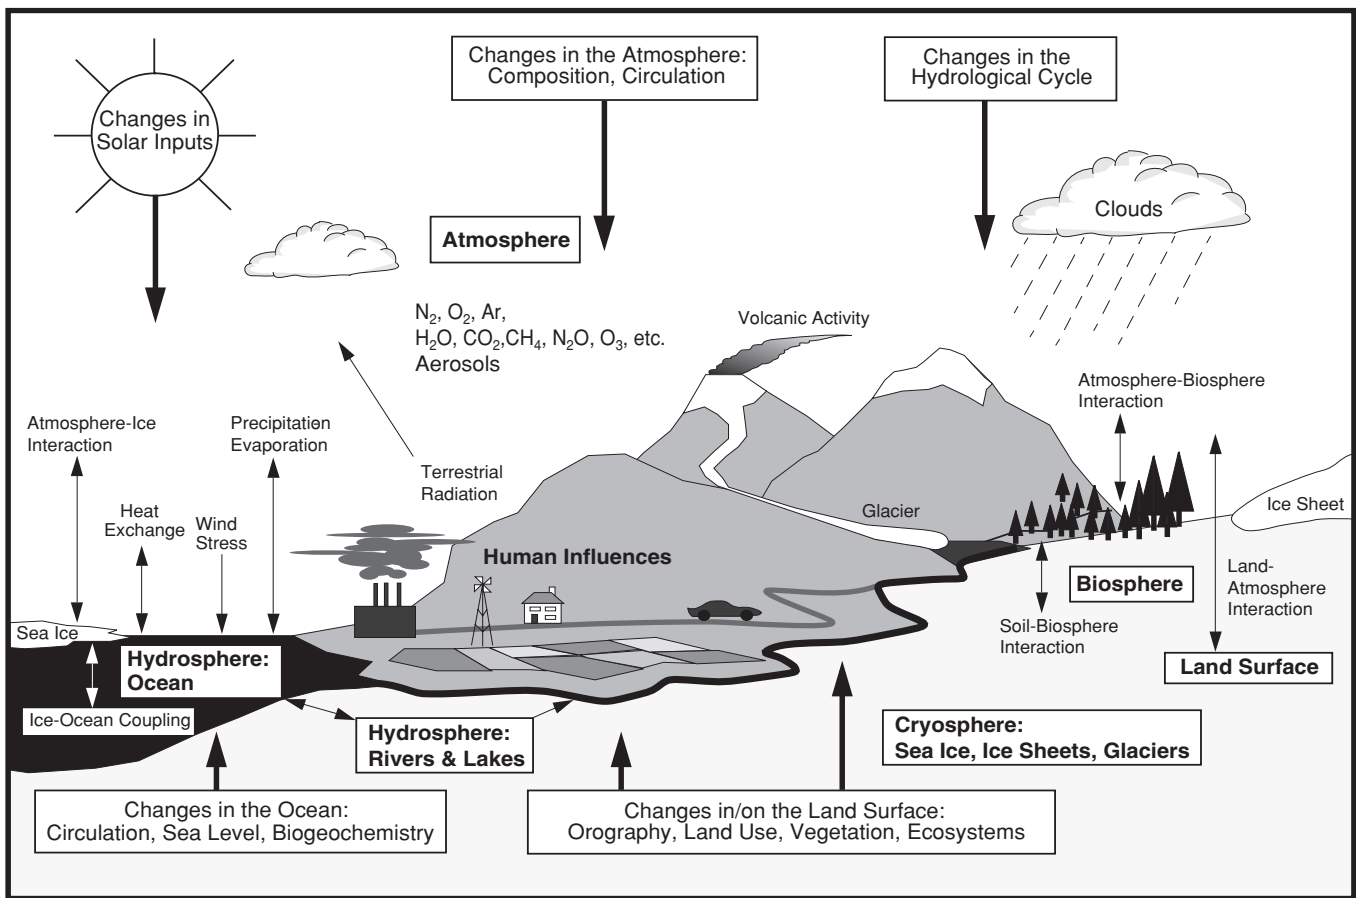 Changes in the Atmosphere:
Composition, Circulation
Changes in the
Hydrological Cycle
Changes in
Solar Inputs
Clouds
Atmosphere
N₂, O₂, Ar,
H₂O, CO₂,CH₄, N₂O, O₃, etc.
Aerosols
Volcanic Activity
Atmosphere-Biosphere
Interaction
Atmosphere-Ice
Interaction
Precipitation
Evaporation
Terrestrial
Radiation
Heat
Exchange
Wind
Stress
Glacier
Ice Sheet
Human Influences
Biosphere
Land-
Atmosphere
Interaction
Soil-Biosphere
Interaction
Sea Ice
Hydrosphere:
Ocean
Land Surface
Ice-Ocean Coupling
Hydrosphere:
Rivers & Lakes
Cryosphere:
Sea Ice, Ice Sheets, Glaciers
Changes in the Ocean:
Circulation, Sea Level, Biogeochemistry
Changes in/on the Land Surface:
Orography, Land Use, Vegetation, Ecosystems